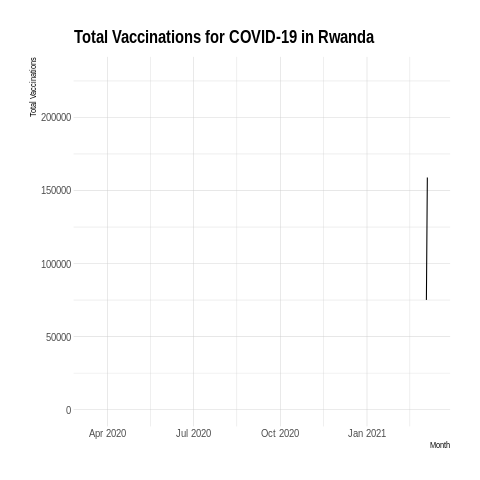 Total Vaccinations for COVID-19 in Rwanda
Total Vaccinations
200000
150000
100000
50000
0
Apr 2020 Jul 2020 Oct 2020 Jan 2021
Month